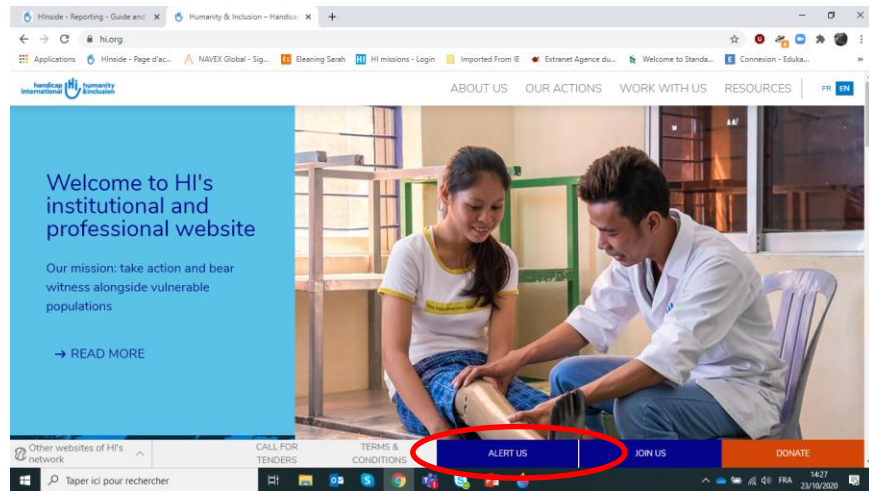 HInside - Reporting - Guide and
Humanity & Inclusion – Handica
hi.org
Applications
HInside - Page d'ac...
NAVEX Global - Sig...
Eleaning Sarah
HI missions - Login
Imported From IE
Extranet Agence du...
Welcome to Standa...
Connexion - Eduka...
handicap international
humanity & inclusion
ABOUT US
OUR ACTIONS
WORK WITH US
RESOURCES
FR
EN
Welcome to HI's
institutional and
professional website
Our mission: take action and bear
witness alongside vulnerable
populations
→ READ MORE
Other websites of HI's
network
CALL FOR
TENDERS
TERMS &
CONDITIONS
ALERT US
JOIN US
DONATE
Taper ici pour rechercher
FRA
14:27
23/10/2020